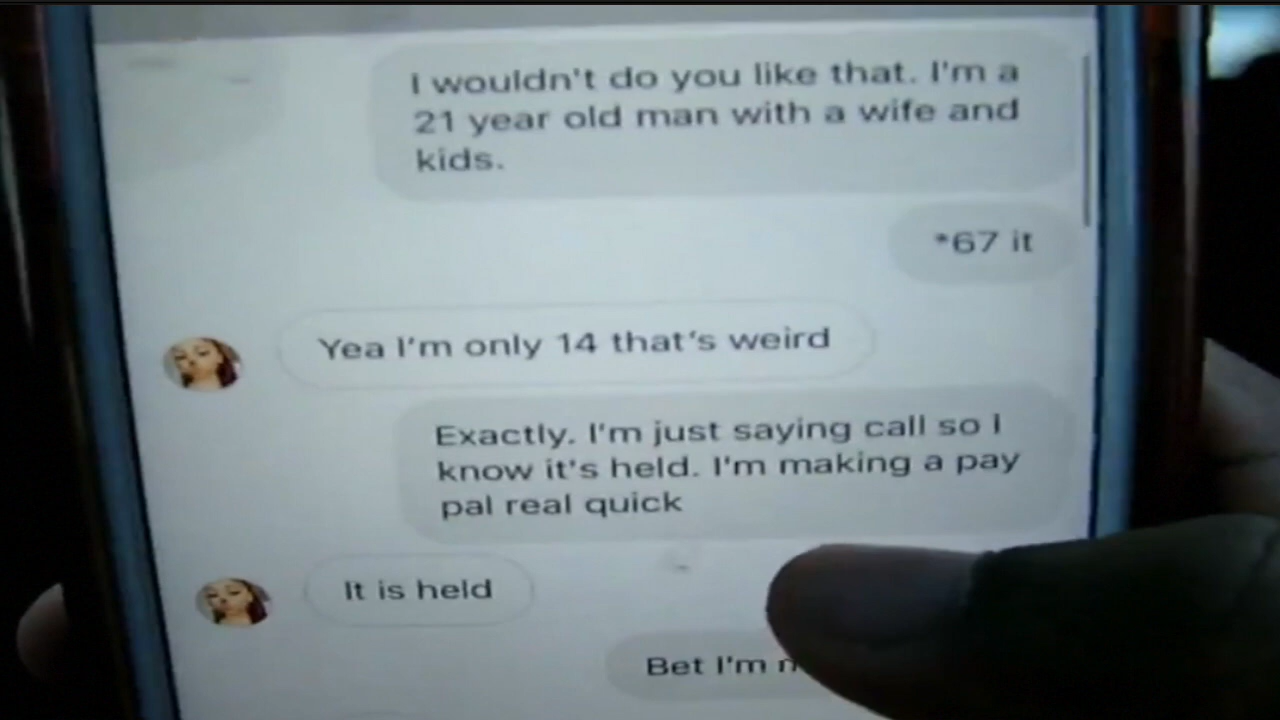 i wouldn't do you like that. I'm a
21 year old man with a wife and
kids.
*67 it
Yea I'm only 14 that's weird
Exactly. I'm just saying call so i
know it's held. I'm making a pay
pal real quick
It is held
Bet I'm